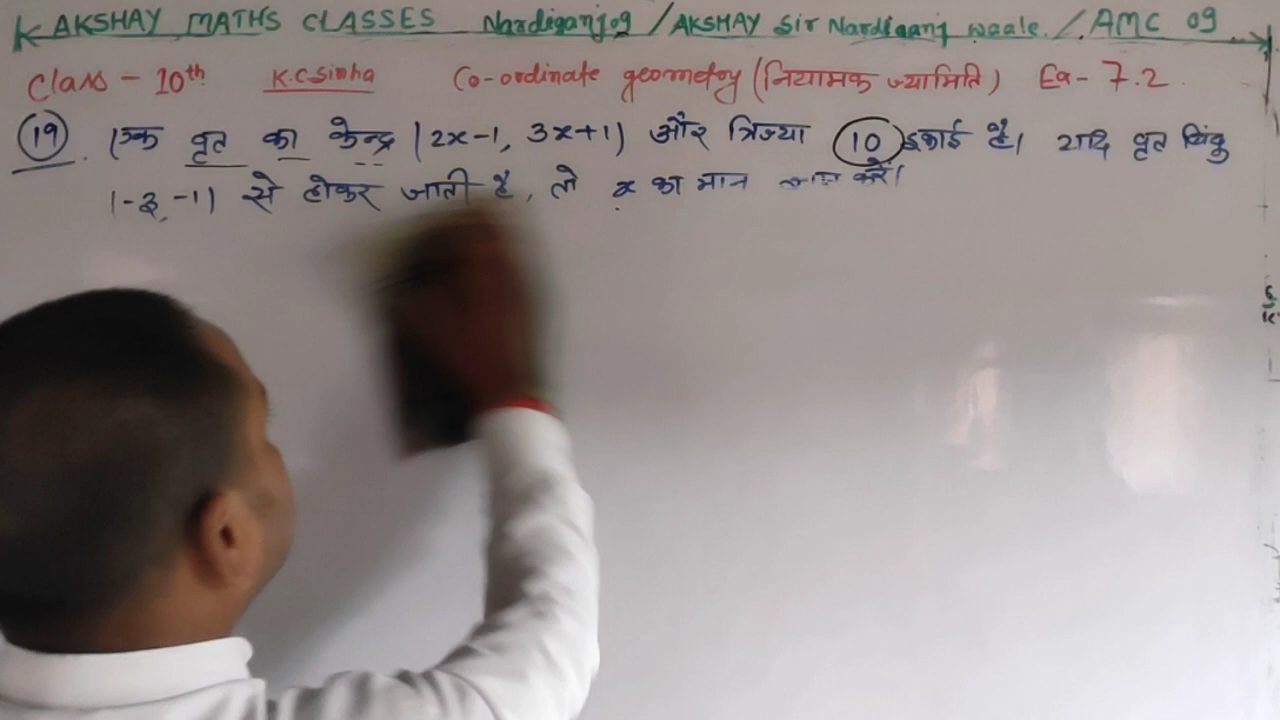 AKSHAY MATHS CLASSES Nardiganj09 / AKSHAY Sir Nardiganj waale. / AMC 09
Class - 10th K.C.Sinha Co-ordinate geometry (नियामक ज्यामिति) Ex- 7.2.
(19). एक वृत का केन्द्र (2x-1, 3x+1) और त्रिज्या 10 इकाई है। यदि वृत बिंदु
(-3, -1) से होकर जाती है, तो x का मान करें।